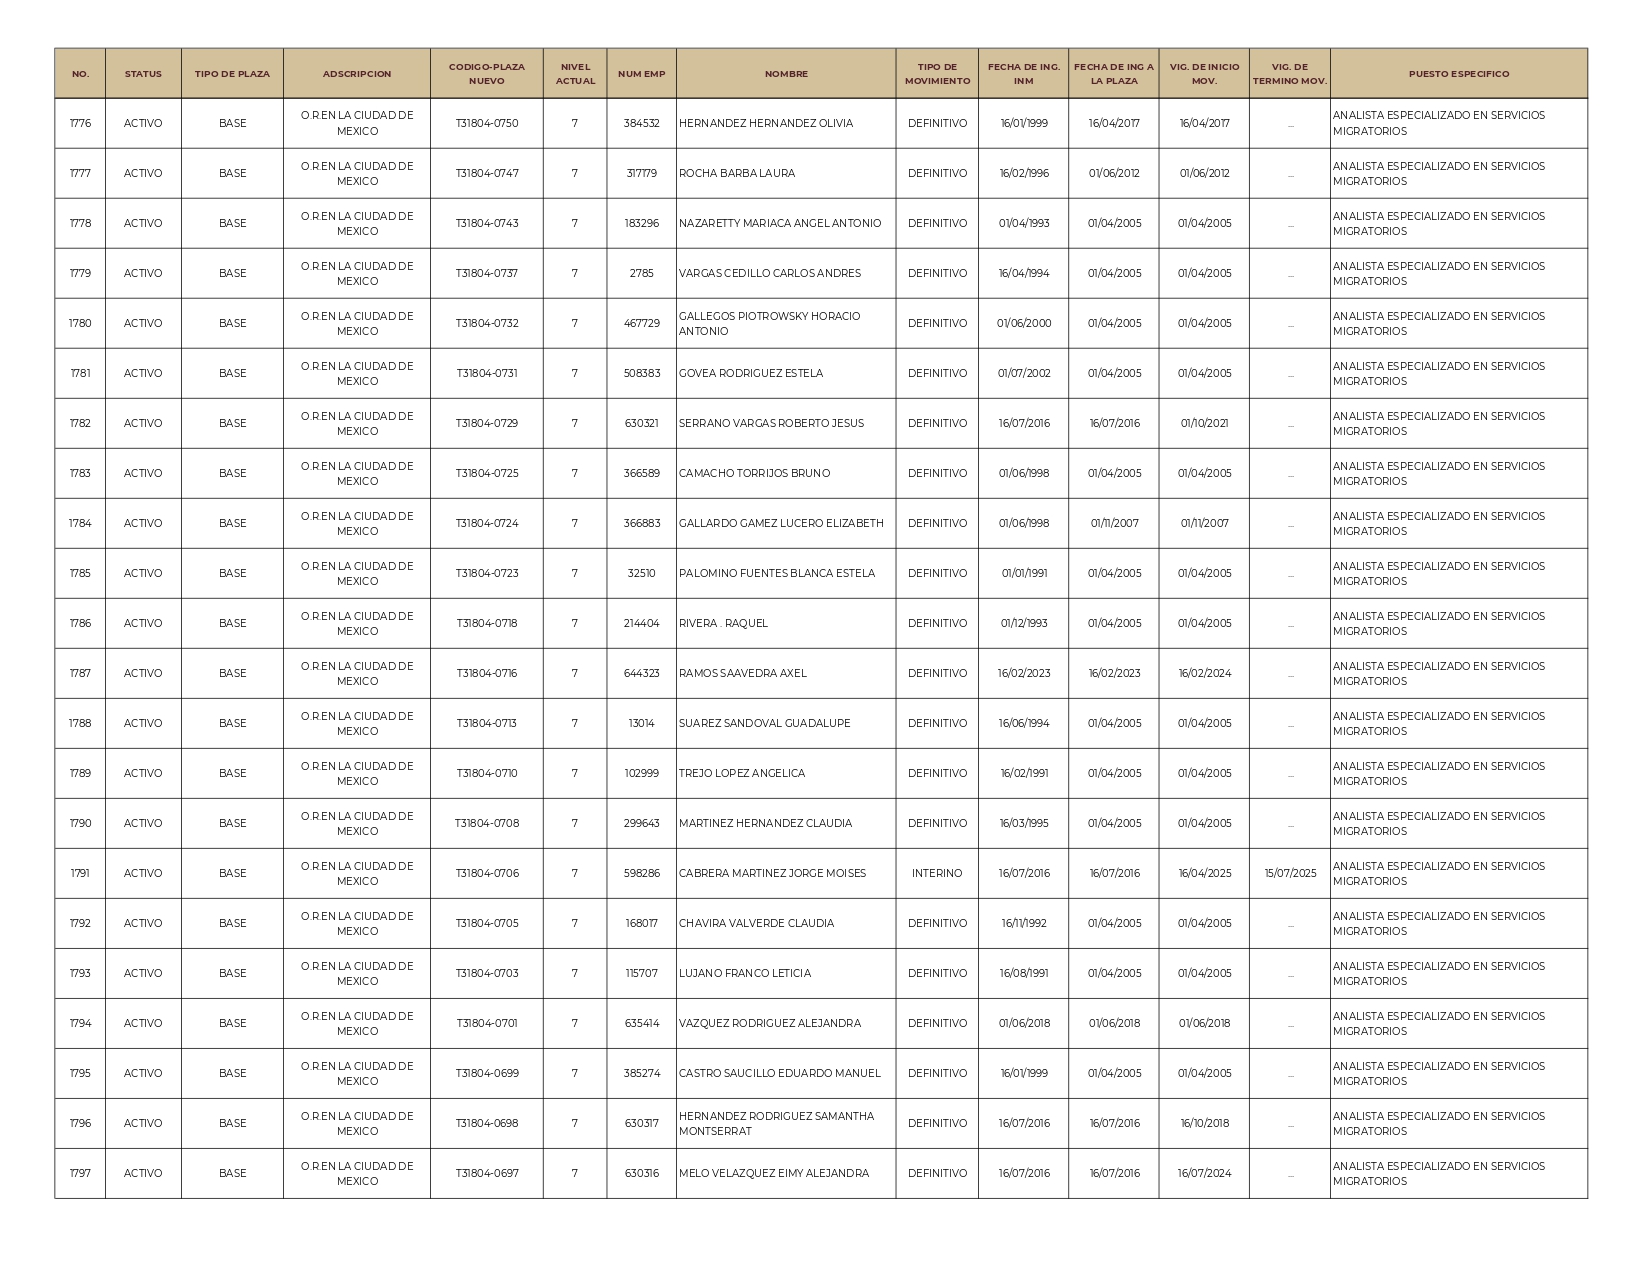 NO. STATUS TIPO DE PLAZA ADSCRIPCION CODIGO-PLAZA NUEVO NIVEL ACTUAL NUM EMP NOMBRE TIPO DE MOVIMIENTO FECHA DE ING. INM FECHA DE ING A LA PLAZA VIG. DE INICIO MOV. VIG. DE TERMINO MOV. PUESTO ESPECIFICO
1776 ACTIVO BASE O.R.EN LA CIUDAD DE MEXICO T31804-0750 7 384532 HERNANDEZ HERNANDEZ OLIVIA DEFINITIVO 16/01/1999 16/04/2017 16/04/2017 ... ANALISTA ESPECIALIZADO EN SERVICIOS MIGRATORIOS
1777 ACTIVO BASE O.R.EN LA CIUDAD DE MEXICO T31804-0747 7 317179 ROCHA BARBA LAURA DEFINITIVO 16/02/1996 01/06/2012 01/06/2012 ... ANALISTA ESPECIALIZADO EN SERVICIOS MIGRATORIOS
1778 ACTIVO BASE O.R.EN LA CIUDAD DE MEXICO T31804-0743 7 183296 NAZARETTY MARIACA ANGEL ANTONIO DEFINITIVO 01/04/1993 01/04/2005 01/04/2005 ... ANALISTA ESPECIALIZADO EN SERVICIOS MIGRATORIOS
1779 ACTIVO BASE O.R.EN LA CIUDAD DE MEXICO T31804-0737 7 2785 VARGAS CEDILLO CARLOS ANDRES DEFINITIVO 16/04/1994 01/04/2005 01/04/2005 ... ANALISTA ESPECIALIZADO EN SERVICIOS MIGRATORIOS
1780 ACTIVO BASE O.R.EN LA CIUDAD DE MEXICO T31804-0732 7 467729 GALLEGOS PIOTROWSKY HORACIO ANTONIO DEFINITIVO 01/06/2000 01/04/2005 01/04/2005 ... ANALISTA ESPECIALIZADO EN SERVICIOS MIGRATORIOS
1781 ACTIVO BASE O.R.EN LA CIUDAD DE MEXICO T31804-0731 7 508383 GOVEA RODRIGUEZ ESTELA DEFINITIVO 01/07/2002 01/04/2005 01/04/2005 ... ANALISTA ESPECIALIZADO EN SERVICIOS MIGRATORIOS
1782 ACTIVO BASE O.R.EN LA CIUDAD DE MEXICO T31804-0729 7 630321 SERRANO VARGAS ROBERTO JESUS DEFINITIVO 16/07/2016 16/07/2016 01/10/2021 ... ANALISTA ESPECIALIZADO EN SERVICIOS MIGRATORIOS
1783 ACTIVO BASE O.R.EN LA CIUDAD DE MEXICO T31804-0725 7 366589 CAMACHO TORRIJOS BRUNO DEFINITIVO 01/06/1998 01/04/2005 01/04/2005 ... ANALISTA ESPECIALIZADO EN SERVICIOS MIGRATORIOS
1784 ACTIVO BASE O.R.EN LA CIUDAD DE MEXICO T31804-0724 7 366883 GALLARDO GAMEZ LUCERO ELIZABETH DEFINITIVO 01/06/1998 01/11/2007 01/11/2007 ... ANALISTA ESPECIALIZADO EN SERVICIOS MIGRATORIOS
1785 ACTIVO BASE O.R.EN LA CIUDAD DE MEXICO T31804-0723 7 32510 PALOMINO FUENTES BLANCA ESTELA DEFINITIVO 01/01/1991 01/04/2005 01/04/2005 ... ANALISTA ESPECIALIZADO EN SERVICIOS MIGRATORIOS
1786 ACTIVO BASE O.R.EN LA CIUDAD DE MEXICO T31804-0718 7 214404 RIVERA . RAQUEL DEFINITIVO 01/12/1993 01/04/2005 01/04/2005 ... ANALISTA ESPECIALIZADO EN SERVICIOS MIGRATORIOS
1787 ACTIVO BASE O.R.EN LA CIUDAD DE MEXICO T31804-0716 7 644323 RAMOS SAAVEDRA AXEL DEFINITIVO 16/02/2023 16/02/2023 16/02/2024 ... ANALISTA ESPECIALIZADO EN SERVICIOS MIGRATORIOS
1788 ACTIVO BASE O.R.EN LA CIUDAD DE MEXICO T31804-0713 7 13014 SUAREZ SANDOVAL GUADALUPE DEFINITIVO 16/06/1994 01/04/2005 01/04/2005 ... ANALISTA ESPECIALIZADO EN SERVICIOS MIGRATORIOS
1789 ACTIVO BASE O.R.EN LA CIUDAD DE MEXICO T31804-0710 7 102999 TREJO LOPEZ ANGELICA DEFINITIVO 16/02/1991 01/04/2005 01/04/2005 ... ANALISTA ESPECIALIZADO EN SERVICIOS MIGRATORIOS
1790 ACTIVO BASE O.R.EN LA CIUDAD DE MEXICO T31804-0708 7 299643 MARTINEZ HERNANDEZ CLAUDIA DEFINITIVO 16/03/1995 01/04/2005 01/04/2005 ... ANALISTA ESPECIALIZADO EN SERVICIOS MIGRATORIOS
1791 ACTIVO BASE O.R.EN LA CIUDAD DE MEXICO T31804-0706 7 598286 CABRERA MARTINEZ JORGE MOISES INTERINO 16/07/2016 16/07/2016 16/04/2025 15/07/2025 ANALISTA ESPECIALIZADO EN SERVICIOS MIGRATORIOS
1792 ACTIVO BASE O.R.EN LA CIUDAD DE MEXICO T31804-0705 7 168017 CHAVIRA VALVERDE CLAUDIA DEFINITIVO 16/11/1992 01/04/2005 01/04/2005 ... ANALISTA ESPECIALIZADO EN SERVICIOS MIGRATORIOS
1793 ACTIVO BASE O.R.EN LA CIUDAD DE MEXICO T31804-0703 7 115707 LUJANO FRANCO LETICIA DEFINITIVO 16/08/1991 01/04/2005 01/04/2005 ... ANALISTA ESPECIALIZADO EN SERVICIOS MIGRATORIOS
1794 ACTIVO BASE O.R.EN LA CIUDAD DE MEXICO T31804-0701 7 635414 VAZQUEZ RODRIGUEZ ALEJANDRA DEFINITIVO 01/06/2018 01/06/2018 01/06/2018 ... ANALISTA ESPECIALIZADO EN SERVICIOS MIGRATORIOS
1795 ACTIVO BASE O.R.EN LA CIUDAD DE MEXICO T31804-0699 7 385274 CASTRO SAUCILLO EDUARDO MANUEL DEFINITIVO 16/01/1999 01/04/2005 01/04/2005 ... ANALISTA ESPECIALIZADO EN SERVICIOS MIGRATORIOS
1796 ACTIVO BASE O.R.EN LA CIUDAD DE MEXICO T31804-0698 7 630317 HERNANDEZ RODRIGUEZ SAMANTHA MONTSERRAT DEFINITIVO 16/07/2016 16/07/2016 16/10/2018 ... ANALISTA ESPECIALIZADO EN SERVICIOS MIGRATORIOS
1797 ACTIVO BASE O.R.EN LA CIUDAD DE MEXICO T31804-0697 7 630316 MELO VELAZQUEZ EIMY ALEJANDRA DEFINITIVO 16/07/2016 16/07/2016 16/07/2024 ... ANALISTA ESPECIALIZADO EN SERVICIOS MIGRATORIOS